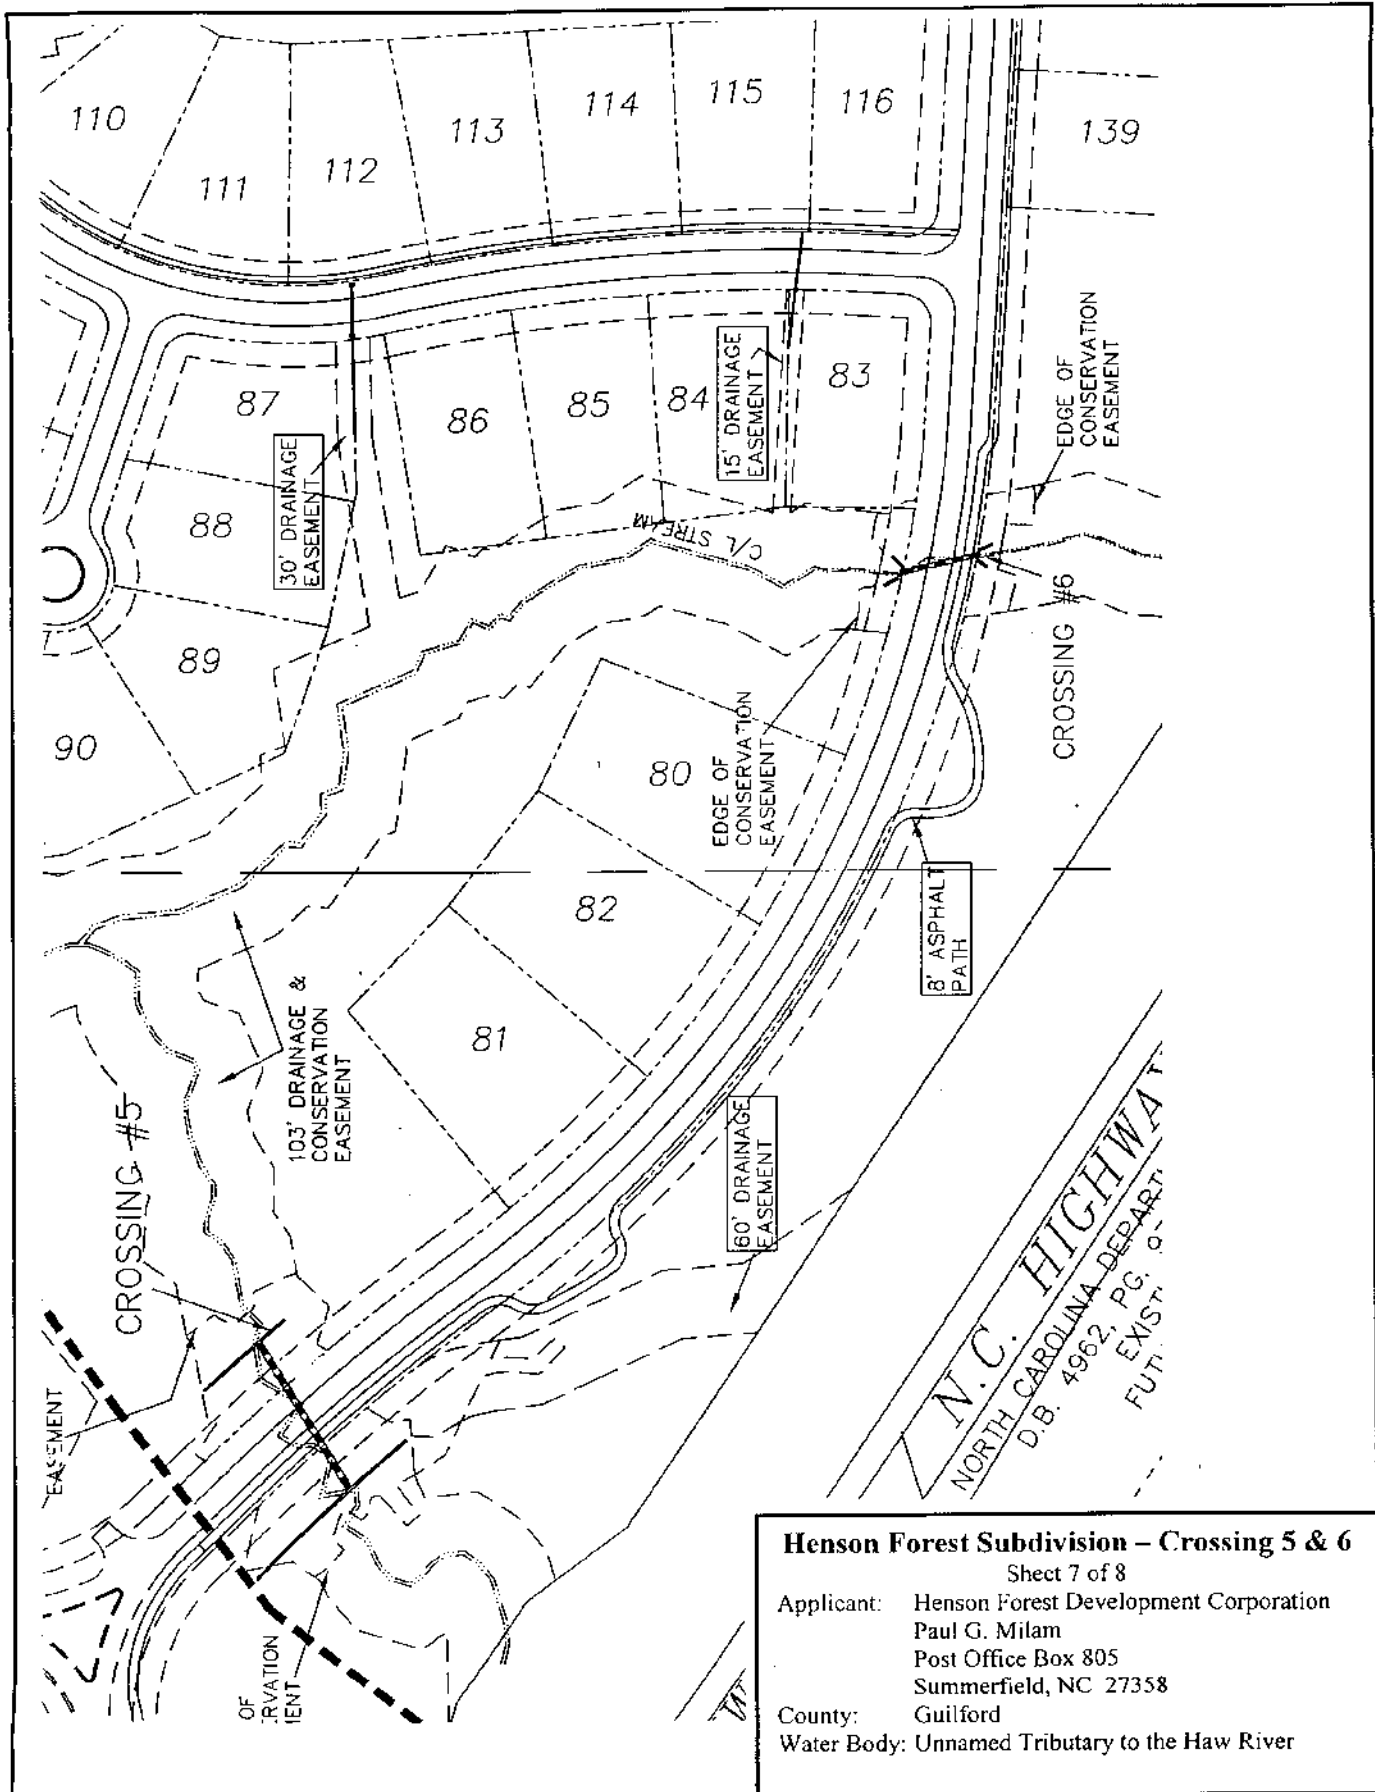 110
111
112
113
114
115
116
139
87
86
85
84
83
88
89
90
80
82
81
15' DRAINAGE
EASEMENT
30' DRAINAGE
EASEMENT
EDGE OF
CONSERVATION
EASEMENT
C/L STREAM
CROSSING #6
EDGE OF
CONSERVATION
EASEMENT
8' ASPHALT
PATH
103' DRAINAGE &
CONSERVATION
EASEMENT
CROSSING #5
60' DRAINAGE
EASEMENT
EASEMENT
OF
N.C. HIGHWAY
NORTH CAROLINA DEPART
D.B. 4962, PG.
EXIST
Henson Forest Subdivision – Crossing 5 & 6
Sheet 7 of 8
Applicant: Henson Forest Development Corporation
Paul G. Milam
Post Office Box 805
Summerfield, NC 27358
County: Guilford
Water Body: Unnamed Tributary to the Haw River